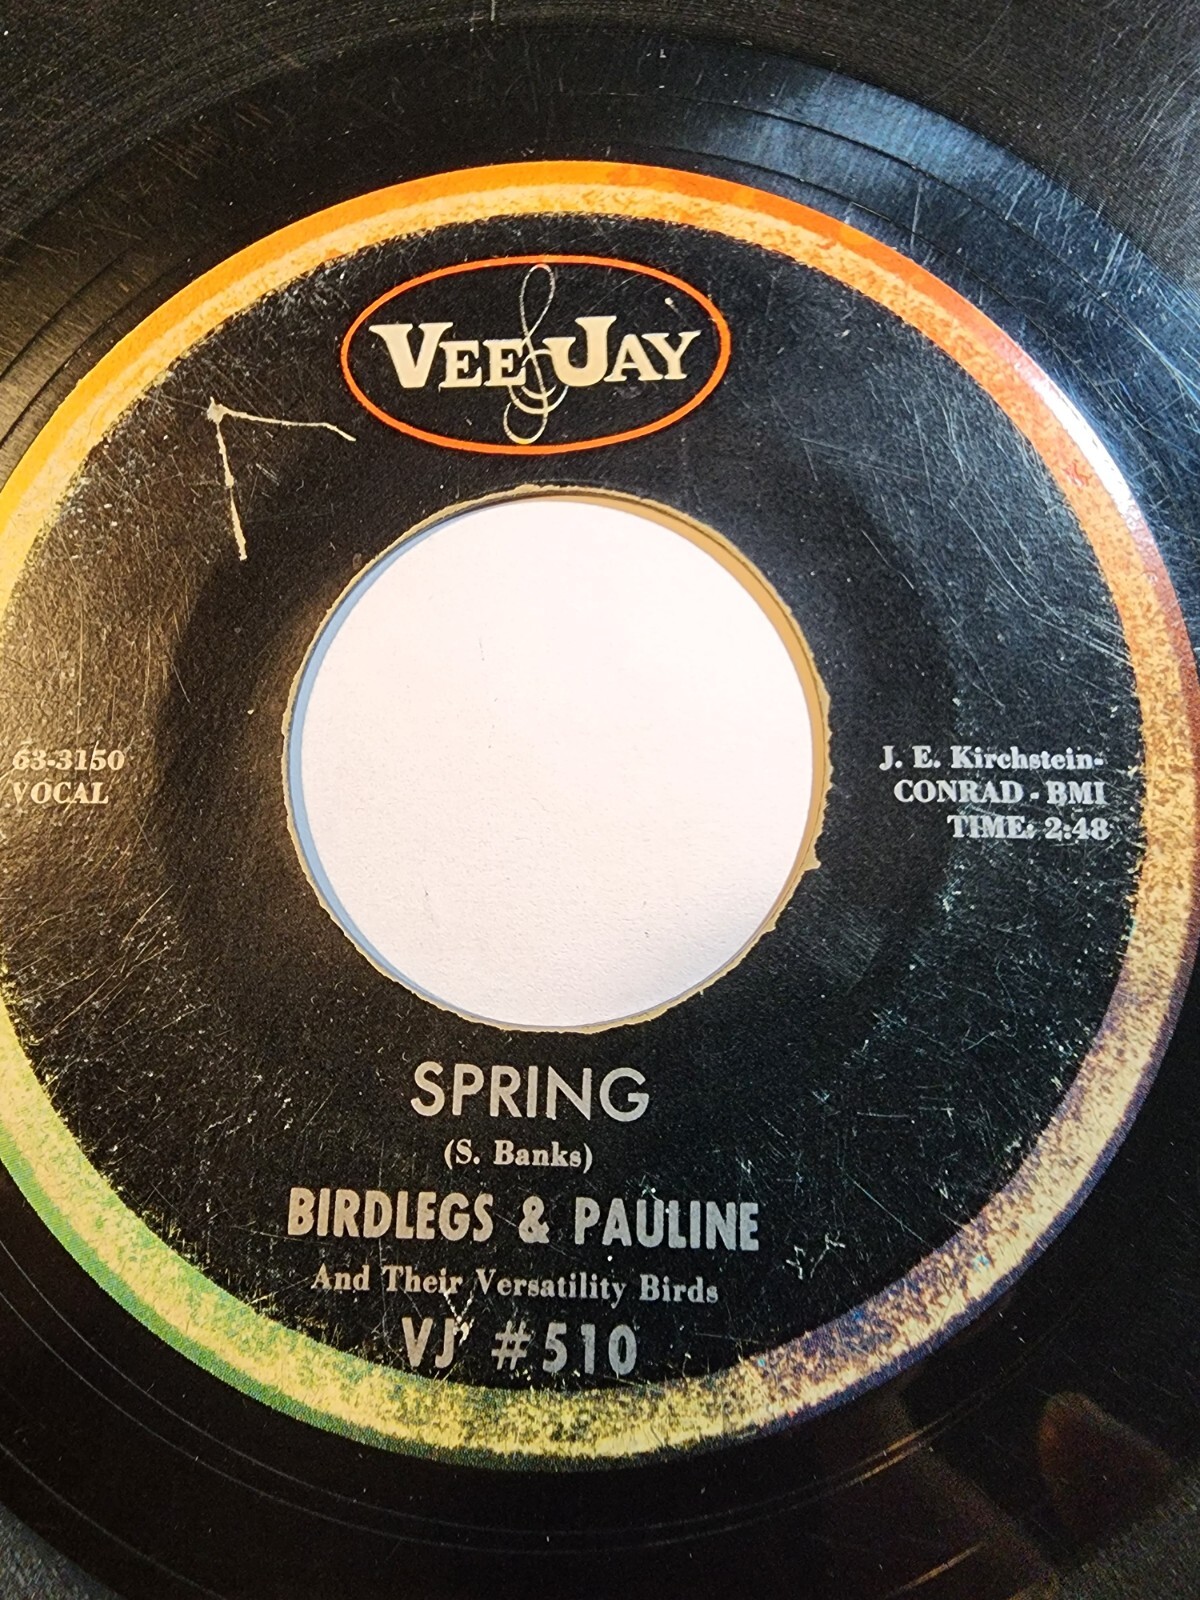 VEE JAY
63-3150
VOCAL
J. E. Kirchstein-
CONRAD - BMI
TIME: 2:48
SPRING
(S. Banks)
BIRDLEGS & PAULINE
And Their Versatility Birds
VJ #510